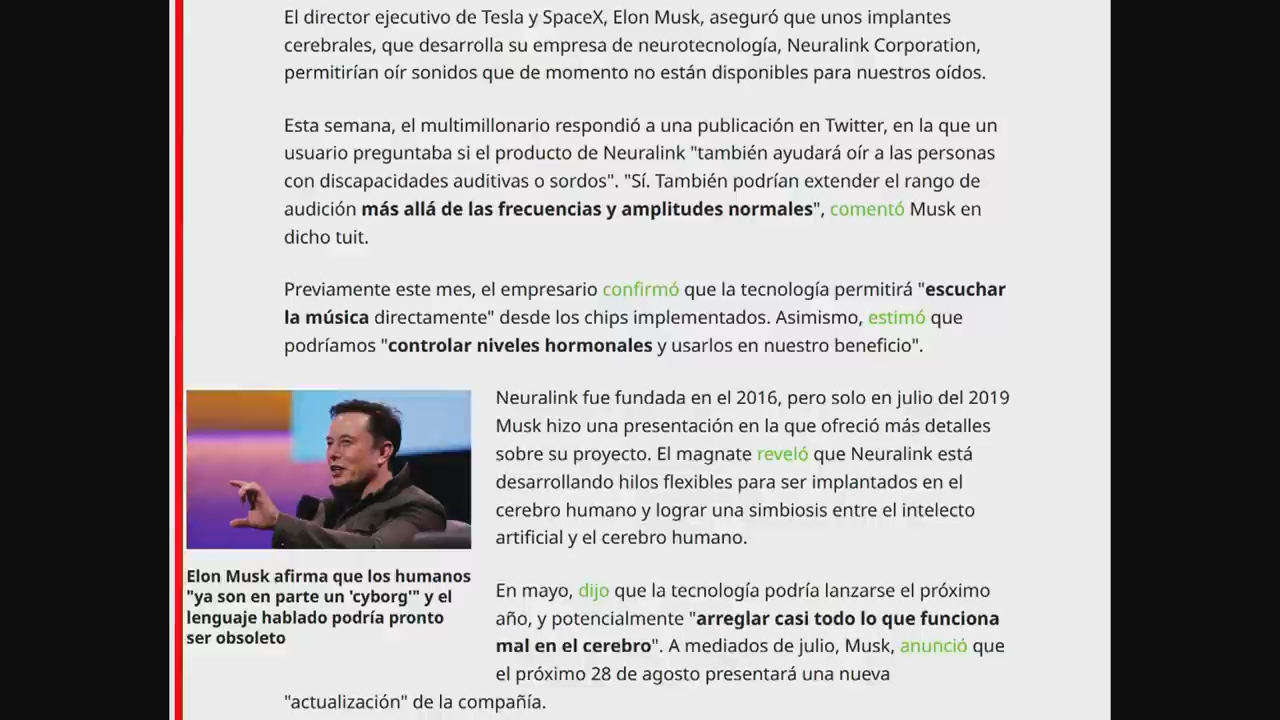 El director ejecutivo de Tesla y SpaceX, Elon Musk, aseguró que unos implantes
cerebrales, que desarrolla su empresa de neurotecnología, Neuralink Corporation,
permitirían oír sonidos que de momento no están disponibles para nuestros oídos.
Esta semana, el multimillonario respondió a una publicación en Twitter, en la que un
usuario preguntaba si el producto de Neuralink "también ayudará oír a las personas
con discapacidades auditivas o sordos". "Sí. También podrían extender el rango de
audición más allá de las frecuencias y amplitudes normales", comentó Musk en
dicho tuit.
Previamente este mes, el empresario confirmó que la tecnología permitirá "escuchar
la música directamente" desde los chips implementados. Asimismo, estimó que
podríamos "controlar niveles hormonales y usarlos en nuestro beneficio".
Neuralink fue fundada en el 2016, pero solo en julio del 2019
Musk hizo una presentación en la que ofreció más detalles
sobre su proyecto. El magnate reveló que Neuralink está
desarrollando hilos flexibles para ser implantados en el
cerebro humano y lograr una simbiosis entre el intelecto
artificial y el cerebro humano.
Elon Musk afirma que los humanos
"ya son en parte un 'cyborg'" y el
lenguaje hablado podría pronto
ser obsoleto
En mayo, dijo que la tecnología podría lanzarse el próximo
año, y potencialmente "arreglar casi todo lo que funciona
mal en el cerebro". A mediados de julio, Musk, anunció que
el próximo 28 de agosto presentará una nueva
"actualización" de la compañía.